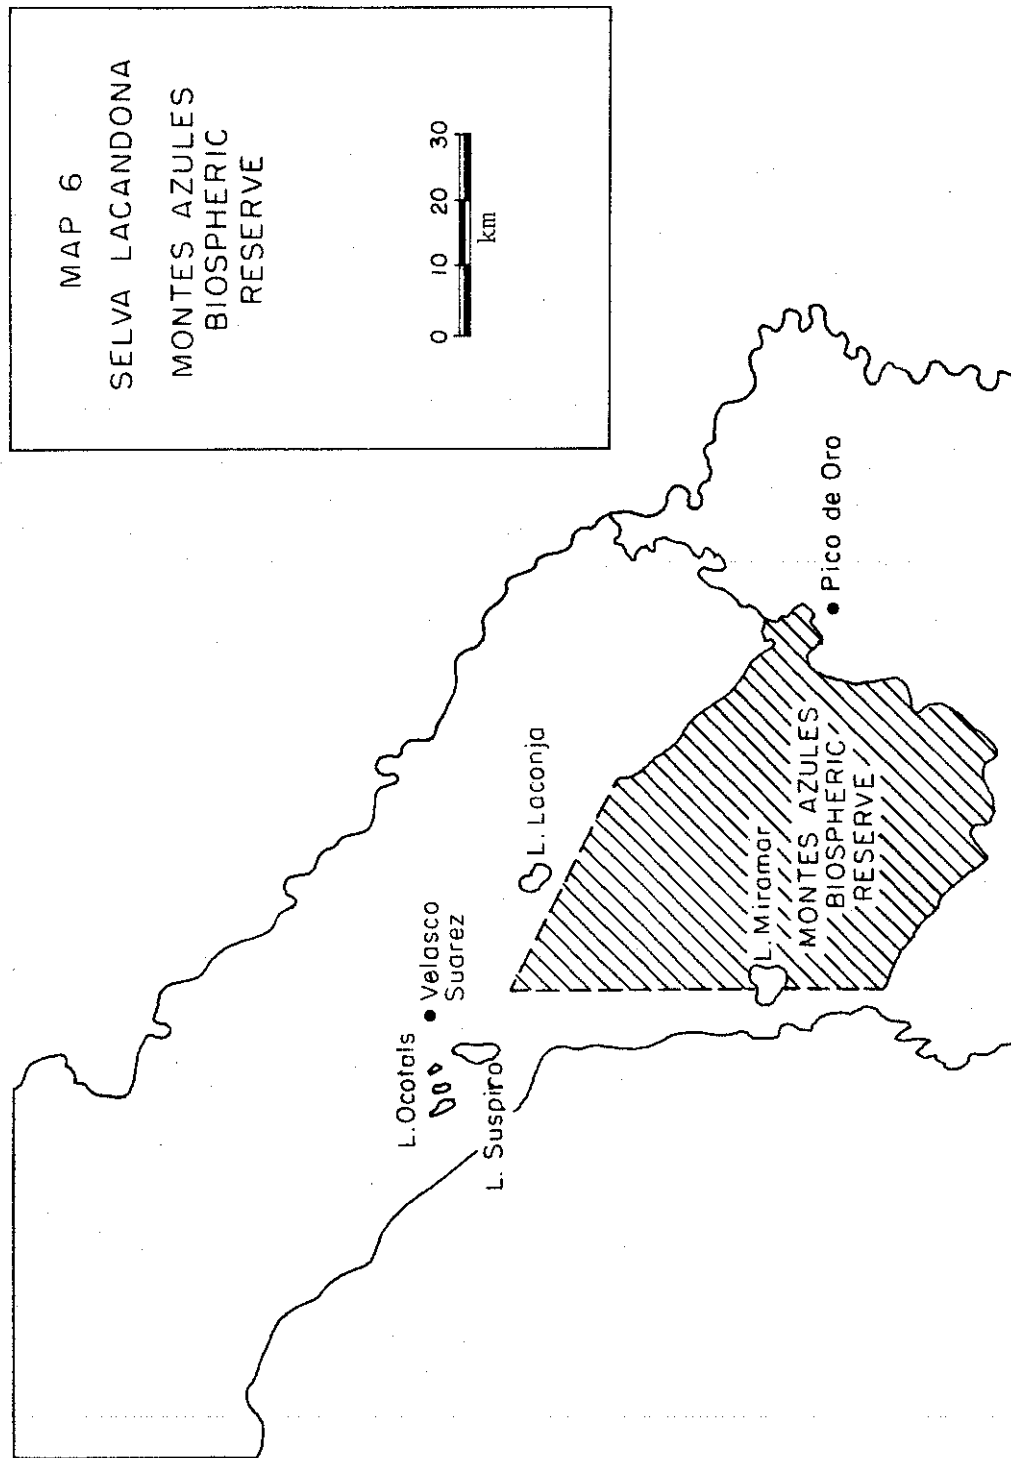 MAP 6
SELVA LACANDONA
MONTES AZULES
BIOSPHERIC
RESERVE
0 10 20 30
km
L. Ocotals
Velasco
Suarez
L. Suspiro
L. Laconja
L. Miramar
MONTES AZULES
BIOSPHERIC
RESERVE
Pico de Oro